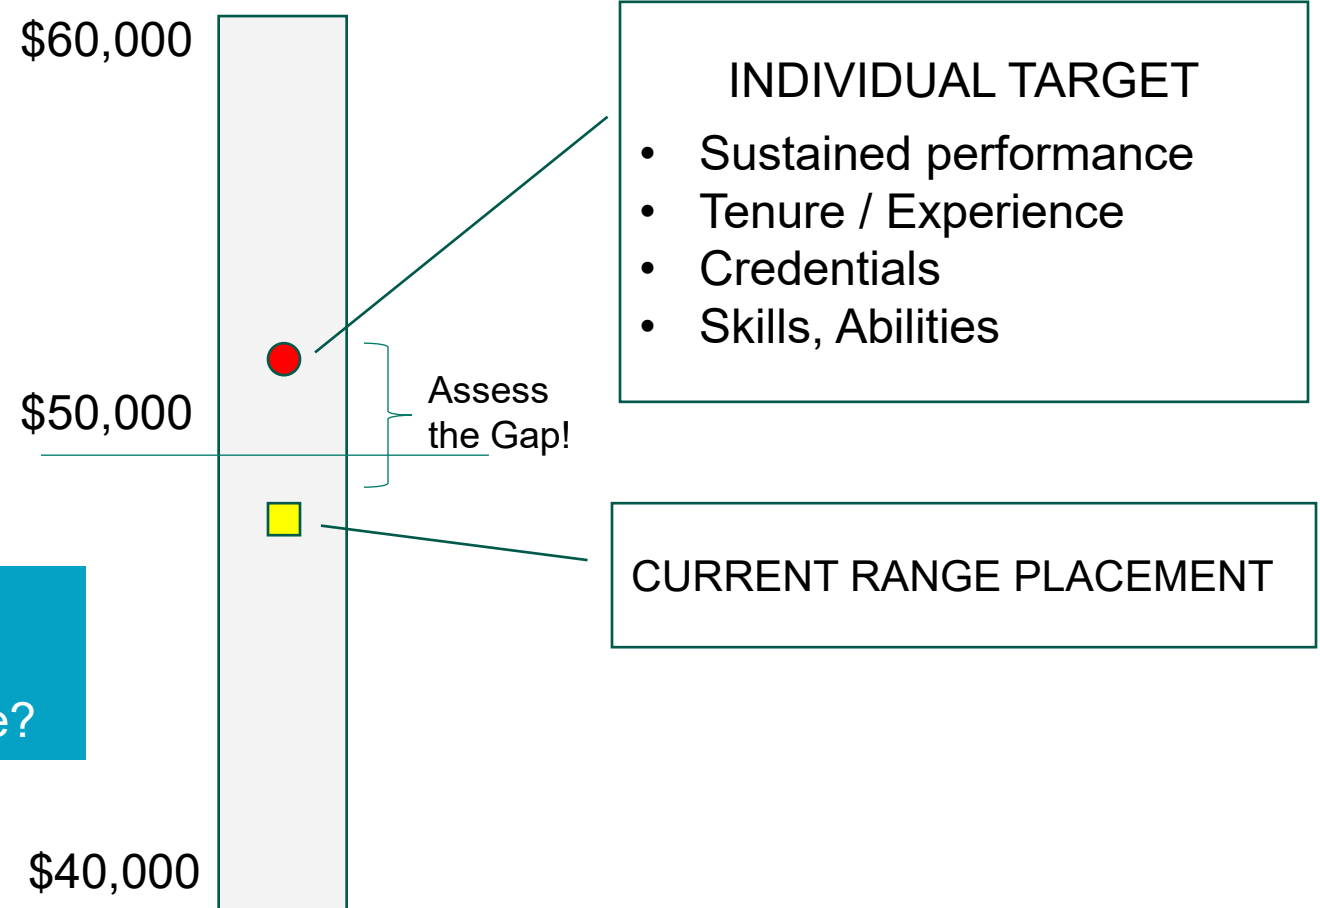 $60,000
INDIVIDUAL TARGET
• Sustained performance
• Tenure / Experience
• Credentials
• Skills, Abilities
$50,000
Assess
the Gap!
CURRENT RANGE PLACEMENT
$40,000